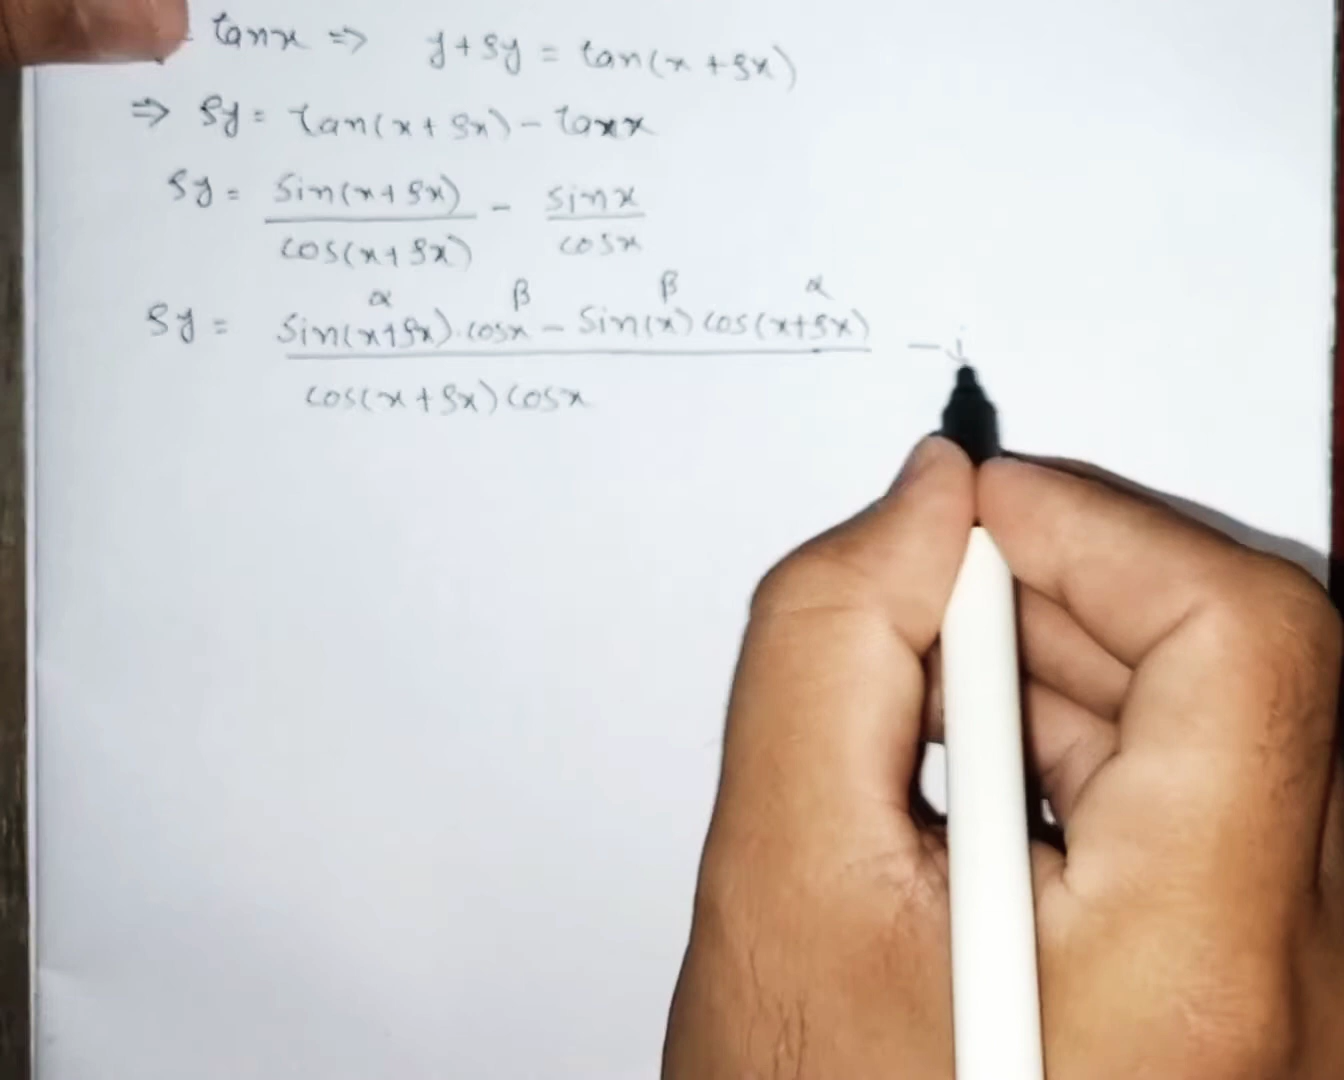 tanx ⇒ y+δy = tan(x+δx)
⇒ δy = tan(x+δx) - tanx
δy = sin(x+δx)/cos(x+δx) - sinx/cosx
α β β α
δy = sin(x+δx).cosx - sin(x) cos(x+δx)
cos(x+δx) cosx
- i